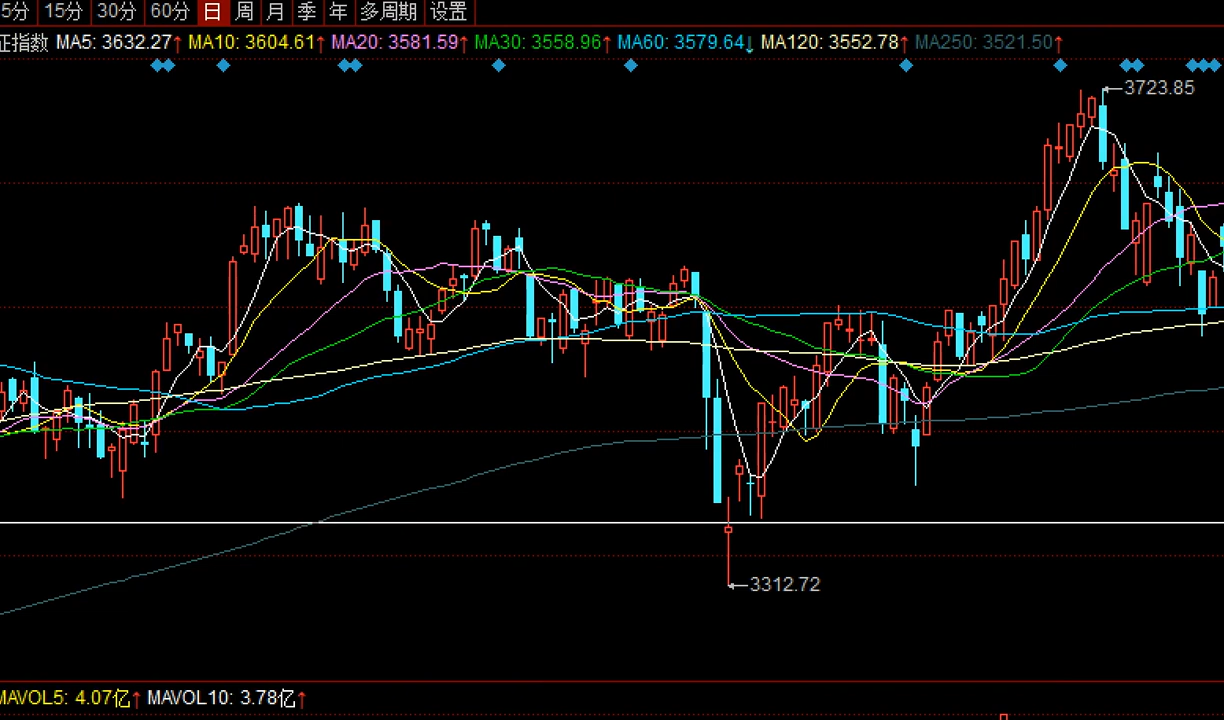 5分 15分 30分 60分 日 周 月 季 年 多周期 设置
证指数 MA5: 3632.27↑ MA10: 3604.61↑ MA20: 3581.59↑ MA30: 3558.96↑ MA60: 3579.64↓ MA120: 3552.78↑ MA250: 3521.50↑
3723.85
3312.72
MAVOL5: 4.07亿↑ MAVOL10: 3.78亿↑